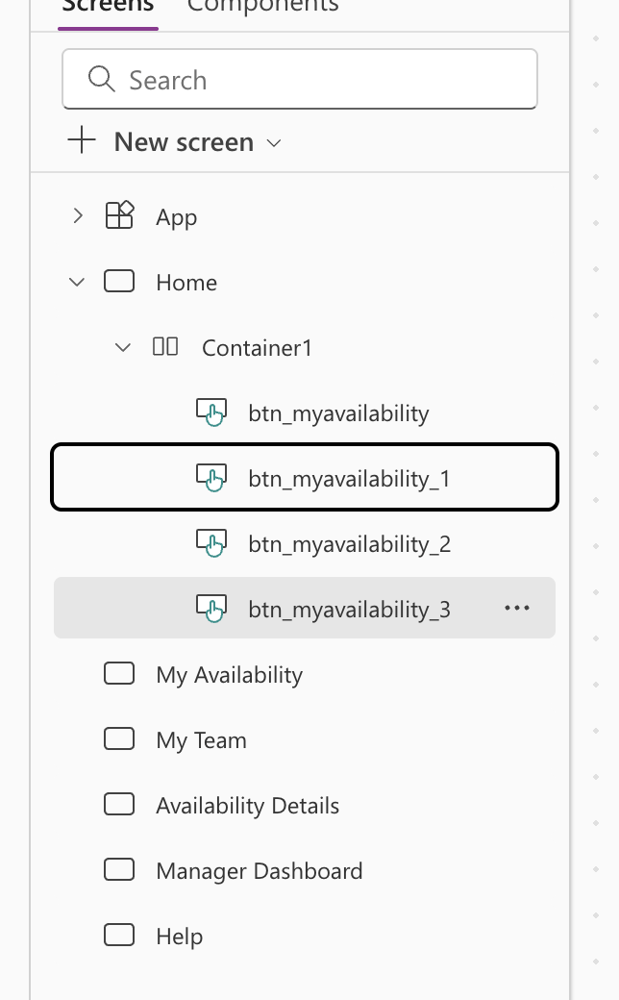 Screens Components
Search
New screen
App
Home
Container1
btn_myavailability
btn_myavailability_1
btn_myavailability_2
btn_myavailability_3
My Availability
My Team
Availability Details
Manager Dashboard
Help